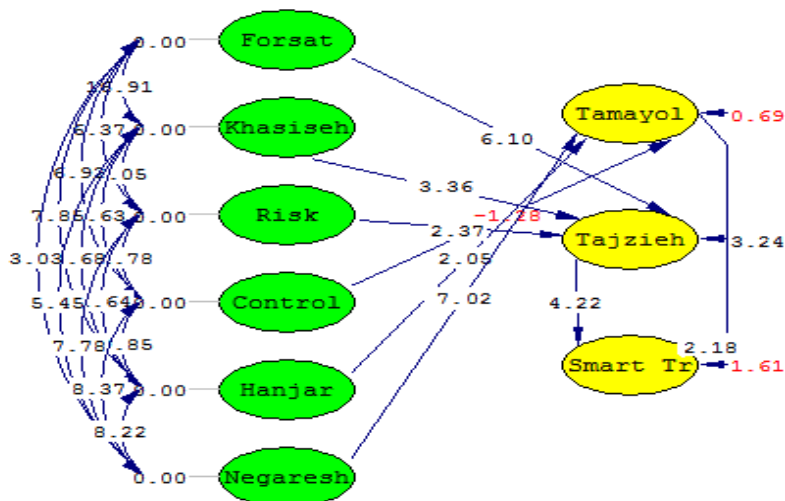 0.00 Forsat
18.91
Tamayol 0.69
6.37 0.00 Khasiseh
6.10
6.92 .05
3.36
7.85 .63 0.00 Risk
-1.28
2.37
Tajzieh 3.24
3.03 .68 .78
2.05
5.45 .64 0.00 Control
7.02
4.22
7.78 .85
2.18
Smart Tr 1.61
8.37 0.00 Hanjar
8.22
0.00 Negaresh